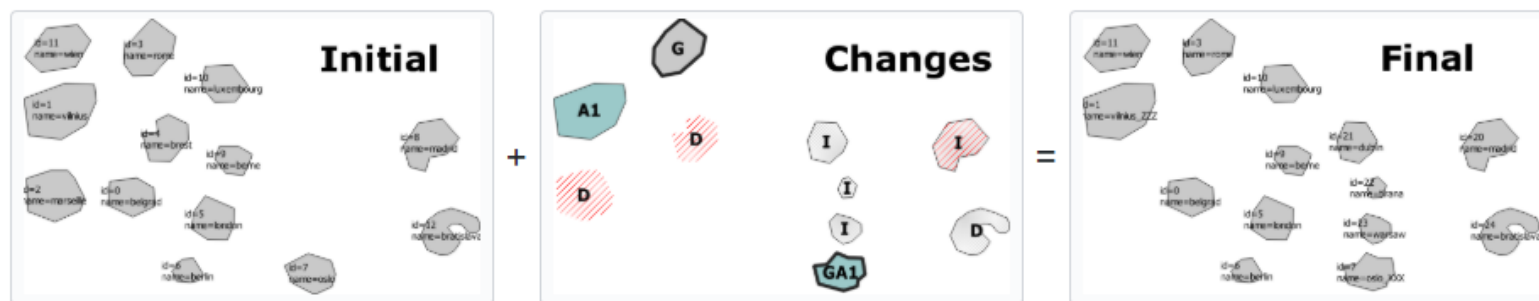 Initial
id=11
name=wien
id=3
name=rome
id=10
name=luxembourg
id=1
name=vilnius
id=4
name=brest
id=8
name=madrid
id=9
name=berne
id=2
name=marseille
id=0
name=belgrad
id=5
name=london
id=12
name=bratislava
id=6
name=berlin
id=7
name=oslo
+
Changes
G
A1
D
I
I
D
I
I
D
GA1
=
Final
id=11
name=wien
id=3
name=rome
id=10
name=luxembourg
id=1
name=vilnius_ZZZ
id=21
name=dublin
id=20
name=madrid
id=9
name=berne
id=22
name=tirana
id=0
name=belgrad
id=5
name=london
id=23
name=warsaw
id=24
name=bratislava
id=6
name=berlin
id=7
name=oslo_XXX